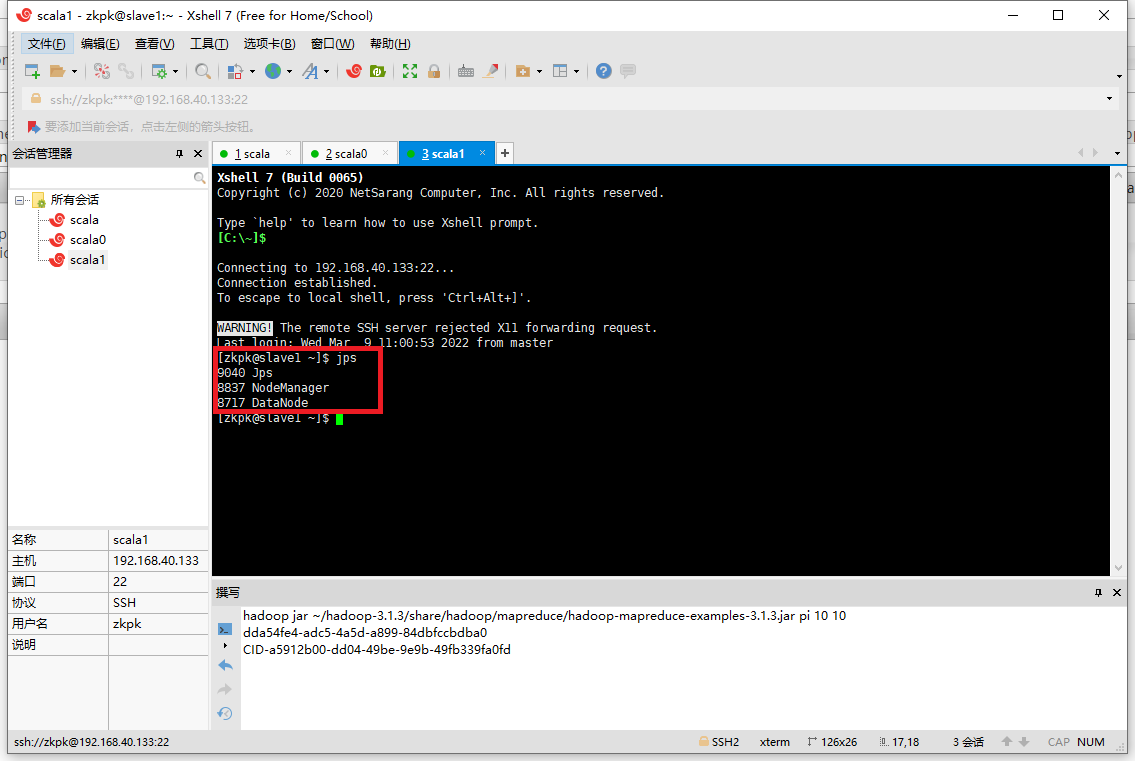 scala1 - zkpk@slave1:~ - Xshell 7 (Free for Home/School)
文件(F) 编辑(E) 查看(V) 工具(T) 选项卡(B) 窗口(W) 帮助(H)
ssh://zkpk:****@192.168.40.133:22
要添加当前会话，点击左侧的箭头按钮。
会话管理器
所有会话
scala
scala0
scala1
名称 scala1
主机 192.168.40.133
端口 22
协议 SSH
用户名 zkpk
说明
1 scala 2 scala0 3 scala1
Xshell 7 (Build 0065)
Copyright (c) 2020 NetSarang Computer, Inc. All rights reserved.
Type `help' to learn how to use Xshell prompt.
[C:\~]$
Connecting to 192.168.40.133:22...
Connection established.
To escape to local shell, press 'Ctrl+Alt+]'.
WARNING! The remote SSH server rejected X11 forwarding request.
Last login: Wed Mar  9 11:00:53 2022 from master
[zkpk@slave1 ~]$ jps
9040 Jps
8837 NodeManager
8717 DataNode
[zkpk@slave1 ~]$
撰写
hadoop jar ~/hadoop-3.1.3/share/hadoop/mapreduce/hadoop-mapreduce-examples-3.1.3.jar pi 10 10
dda54fe4-adc5-4a5d-a899-84dbfccbdba0
CID-a5912b00-dd04-49be-9e9b-49fb339fa0fd
ssh://zkpk@192.168.40.133:22 SSH2 xterm 126x26 17,18 3 会话 CAP NUM